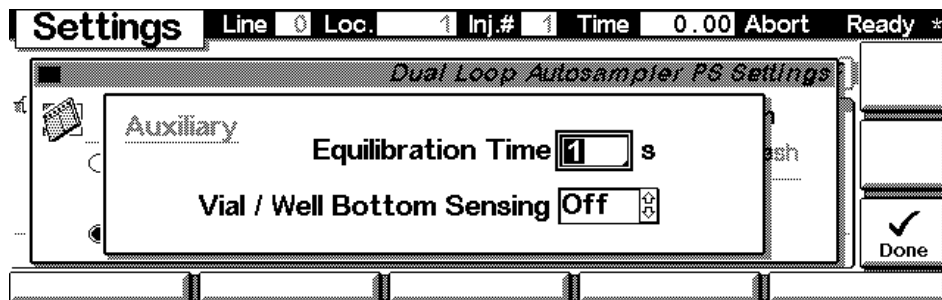 Settings Line 0 Loc. 1 Inj.# 1 Time 0.00 Abort Ready *
Dual Loop Autosampler PS Settings
Auxiliary
Equilibration Time 1 s
Vial / Well Bottom Sensing Off
Done